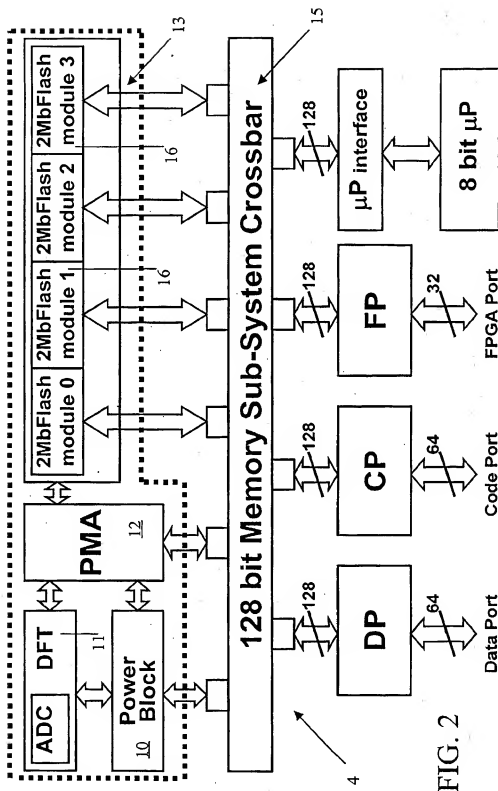 2MbFlash
module 0
2MbFlash
module 1
2MbFlash
module 2
2MbFlash
module 3
13
16
16
ADC
DFT
11
PMA
12
Power
Block
10
15
128 bit Memory Sub-System Crossbar
128
128
128
128
DP
CP
FP
µP interface
64
64
32
8 bit µP
Data Port
Code Port
FPGA Port
4
FIG. 2